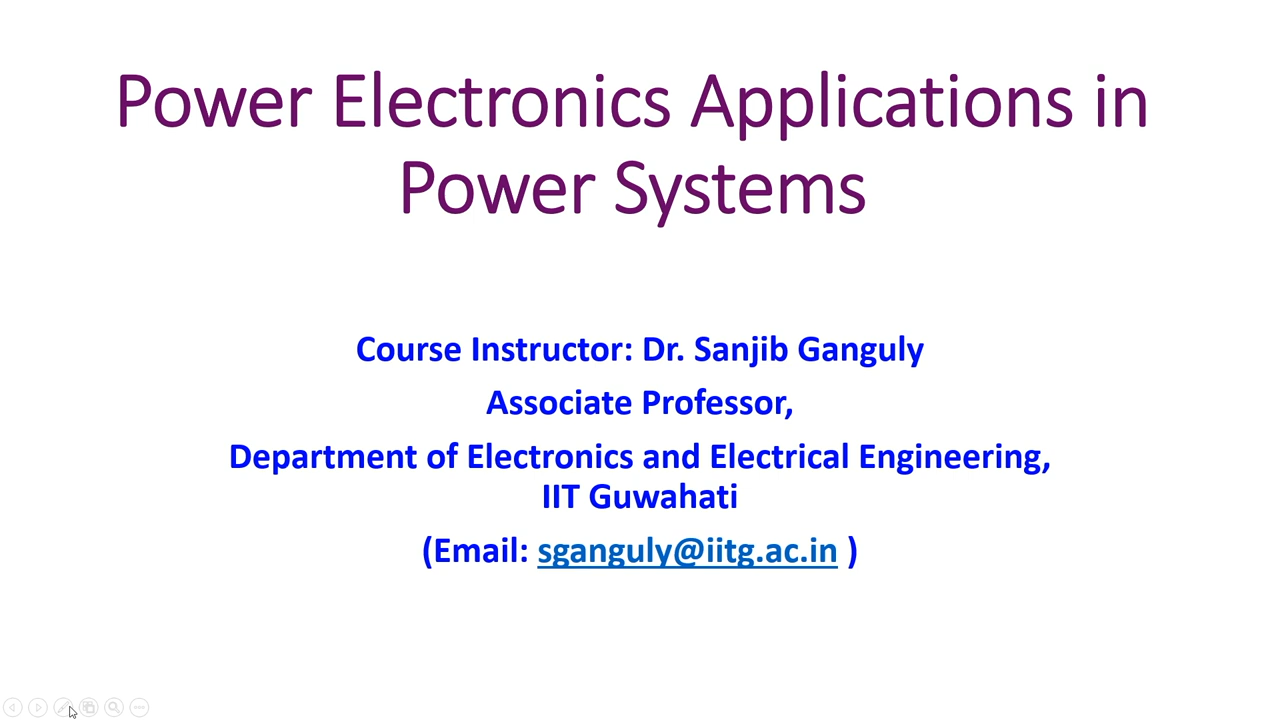 Power Electronics Applications in
Power Systems
Course Instructor: Dr. Sanjib Ganguly
Associate Professor,
Department of Electronics and Electrical Engineering,
IIT Guwahati
(Email: sganguly@iitg.ac.in )